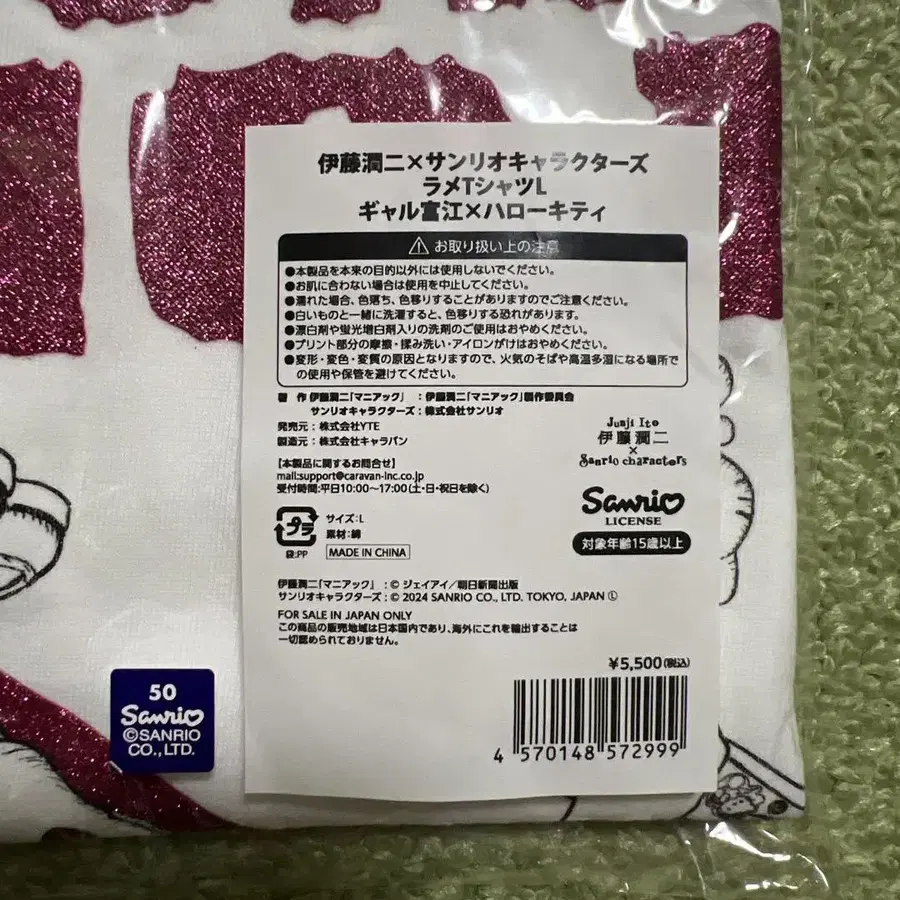 伊藤潤二×サンリオキャラクターズ
ラメTシャツL
ギャル富江×ハローキティ
お取り扱い上の注意
●本製品を本来の目的以外には使用しないでください。
●お肌に合わない場合は使用を中止してください。
●濡れた場合、色落ち、色移りすることがありますのでご注意ください。
●白いものと一緒に洗濯すると、色移りする恐れがあります。
●漂白剤や蛍光増白剤入りの洗剤のご使用はおやめください。
●プリント部分の摩擦・揉み洗い・アイロンがけはおやめください。
●変形・変色・変質の原因となりますので、火気のそばや高温多湿になる場所で
の使用や保管を避けてください。
著　作 伊藤潤二「マニアック」：伊藤潤二「マニアック」製作委員会
サンリオキャラクターズ：株式会社サンリオ
発売元：株式会社YTE
製造元：株式会社キャラバン
【本製品に関するお問合せ】
mail:support@caravan-inc.co.jp
受付時間:平日10:00～17:00(土・日・祝日を除く)
Junji Ito
伊藤潤二
×
Sanrio characters
Sanrio
LICENSE
対象年齢15歳以上
プラ
袋:PP
サイズ:L
素材:綿
MADE IN CHINA
伊藤潤二「マニアック」：© ジェイアイ／朝日新聞出版
サンリオキャラクターズ：© 2024 SANRIO CO., LTD. TOKYO, JAPAN Ⓛ
FOR SALE IN JAPAN ONLY
この商品の販売地域は日本国内であり、海外にこれを輸出することは
一切認められておりません。
¥5,500(税込)
4 570148 572999
50
Sanrio
©SANRIO
CO.,LTD.